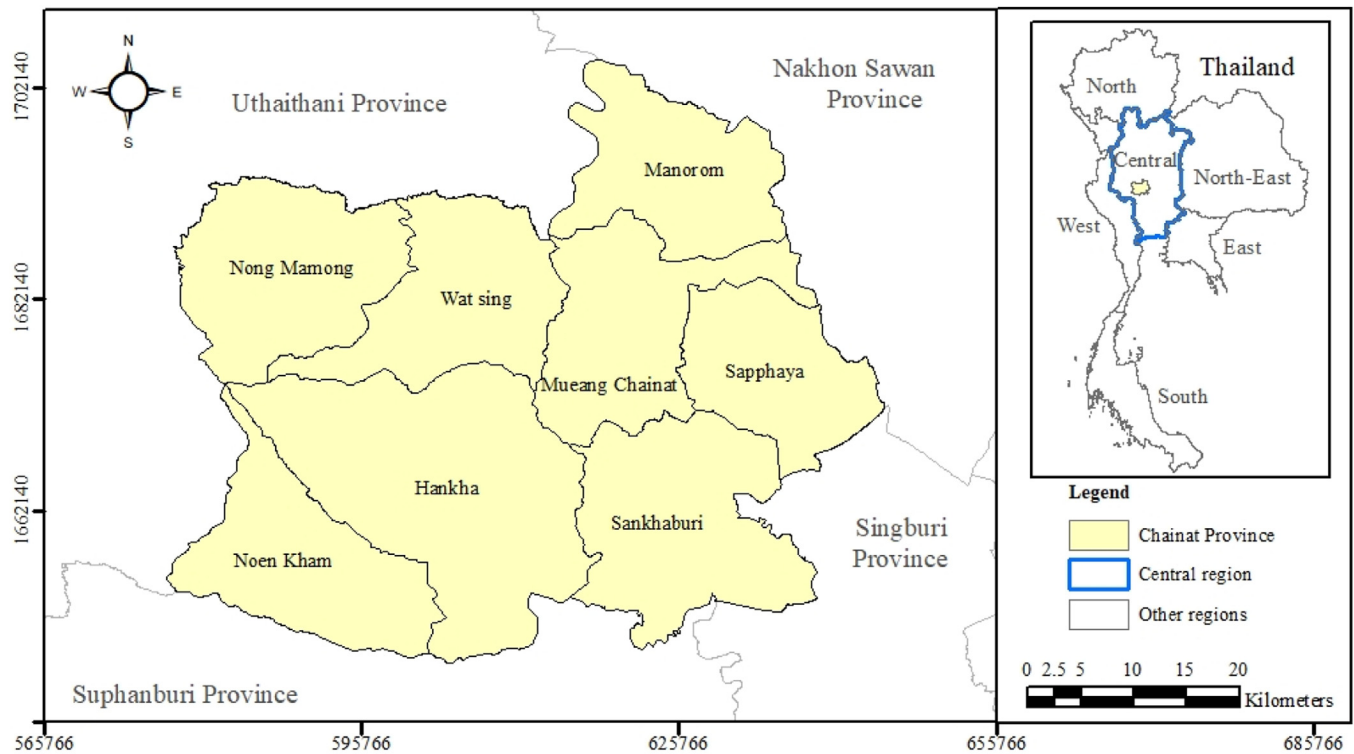 N
W E
S
Uthaithani Province
Nakhon Sawan
Province
Manorom
Nong Mamong
Wat sing
Mueang Chainat
Sapphaya
Hankha
Sankhaburi
Noen Kham
Singburi
Province
Suphanburi Province
1702140
1682140
1662140
565766
595766
625766
655766
685766
Thailand
North
Central
North-East
West
East
South
Legend
Chainat Province
Central region
Other regions
0 2.5 5 10 15 20
Kilometers